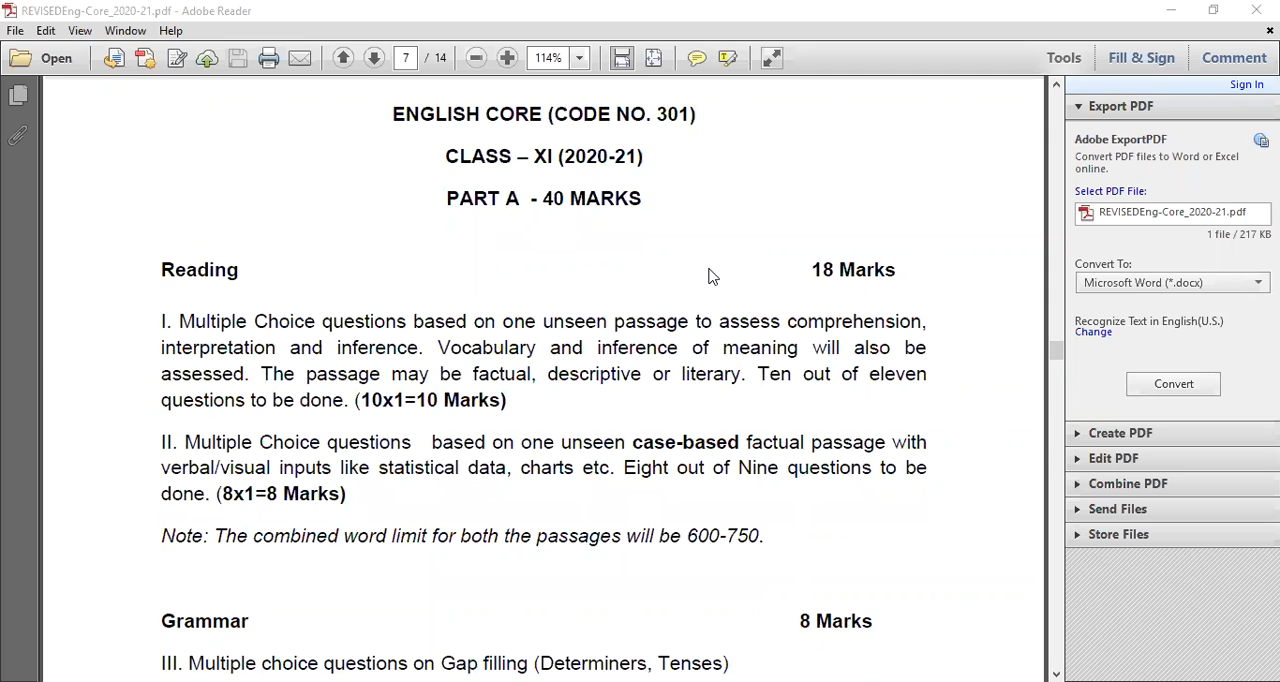 REVISEDEng-Core_2020-21.pdf - Adobe Reader
File Edit View Window Help
Open 7 / 14 114% Tools Fill & Sign Comment
Sign In
ENGLISH CORE (CODE NO. 301)
CLASS – XI (2020-21)
PART A - 40 MARKS
Reading 18 Marks
I. Multiple Choice questions based on one unseen passage to assess comprehension,
interpretation and inference. Vocabulary and inference of meaning will also be
assessed. The passage may be factual, descriptive or literary. Ten out of eleven
questions to be done. (10x1=10 Marks)
II. Multiple Choice questions based on one unseen case-based factual passage with
verbal/visual inputs like statistical data, charts etc. Eight out of Nine questions to be
done. (8x1=8 Marks)
Note: The combined word limit for both the passages will be 600-750.
Grammar 8 Marks
III. Multiple choice questions on Gap filling (Determiners, Tenses)
Export PDF
Adobe ExportPDF
Convert PDF files to Word or Excel
online.
Select PDF File:
REVISEDEng-Core_2020-21.pdf
1 file / 217 KB
Convert To:
Microsoft Word (*.docx)
Recognize Text in English(U.S.)
Change
Convert
Create PDF
Edit PDF
Combine PDF
Send Files
Store Files